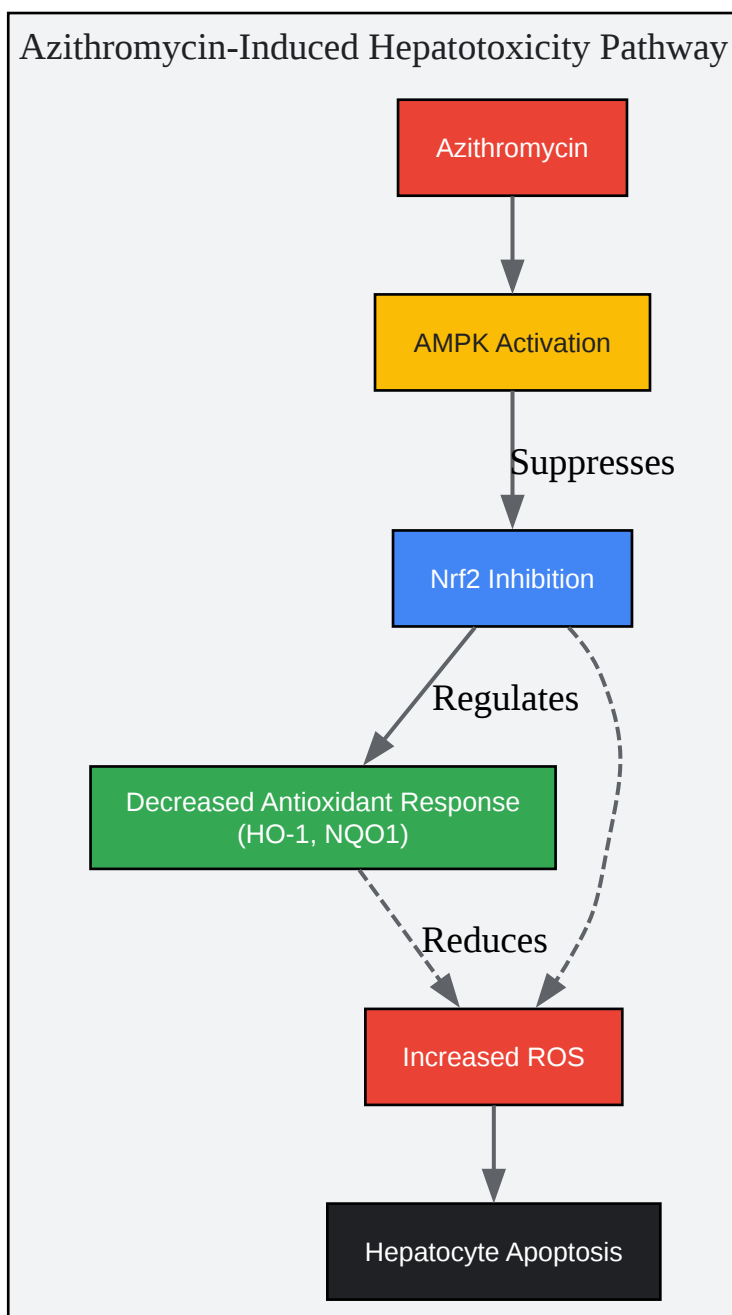 Azithromycin-Induced Hepatotoxicity Pathway
Azithromycin
AMPK Activation
Suppresses
Nrf2 Inhibition
Regulates
Decreased Antioxidant Response
(HO-1, NQO1)
Reduces
Increased ROS
Hepatocyte Apoptosis